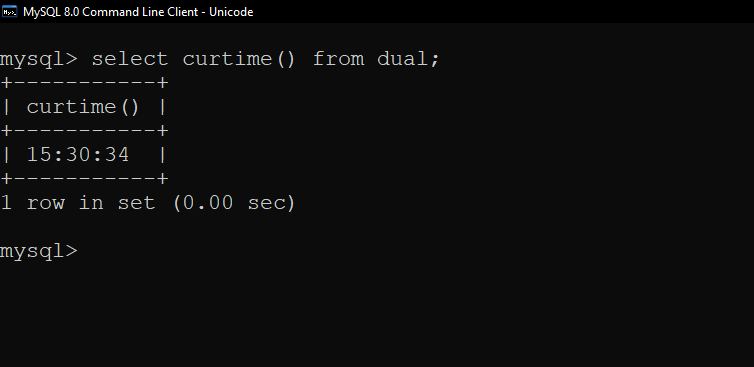 MySQL 8.0 Command Line Client - Unicode
mysql> select curtime() from dual;
+-----------+
| curtime() |
+-----------+
| 15:30:34  |
+-----------+
1 row in set (0.00 sec)
mysql>